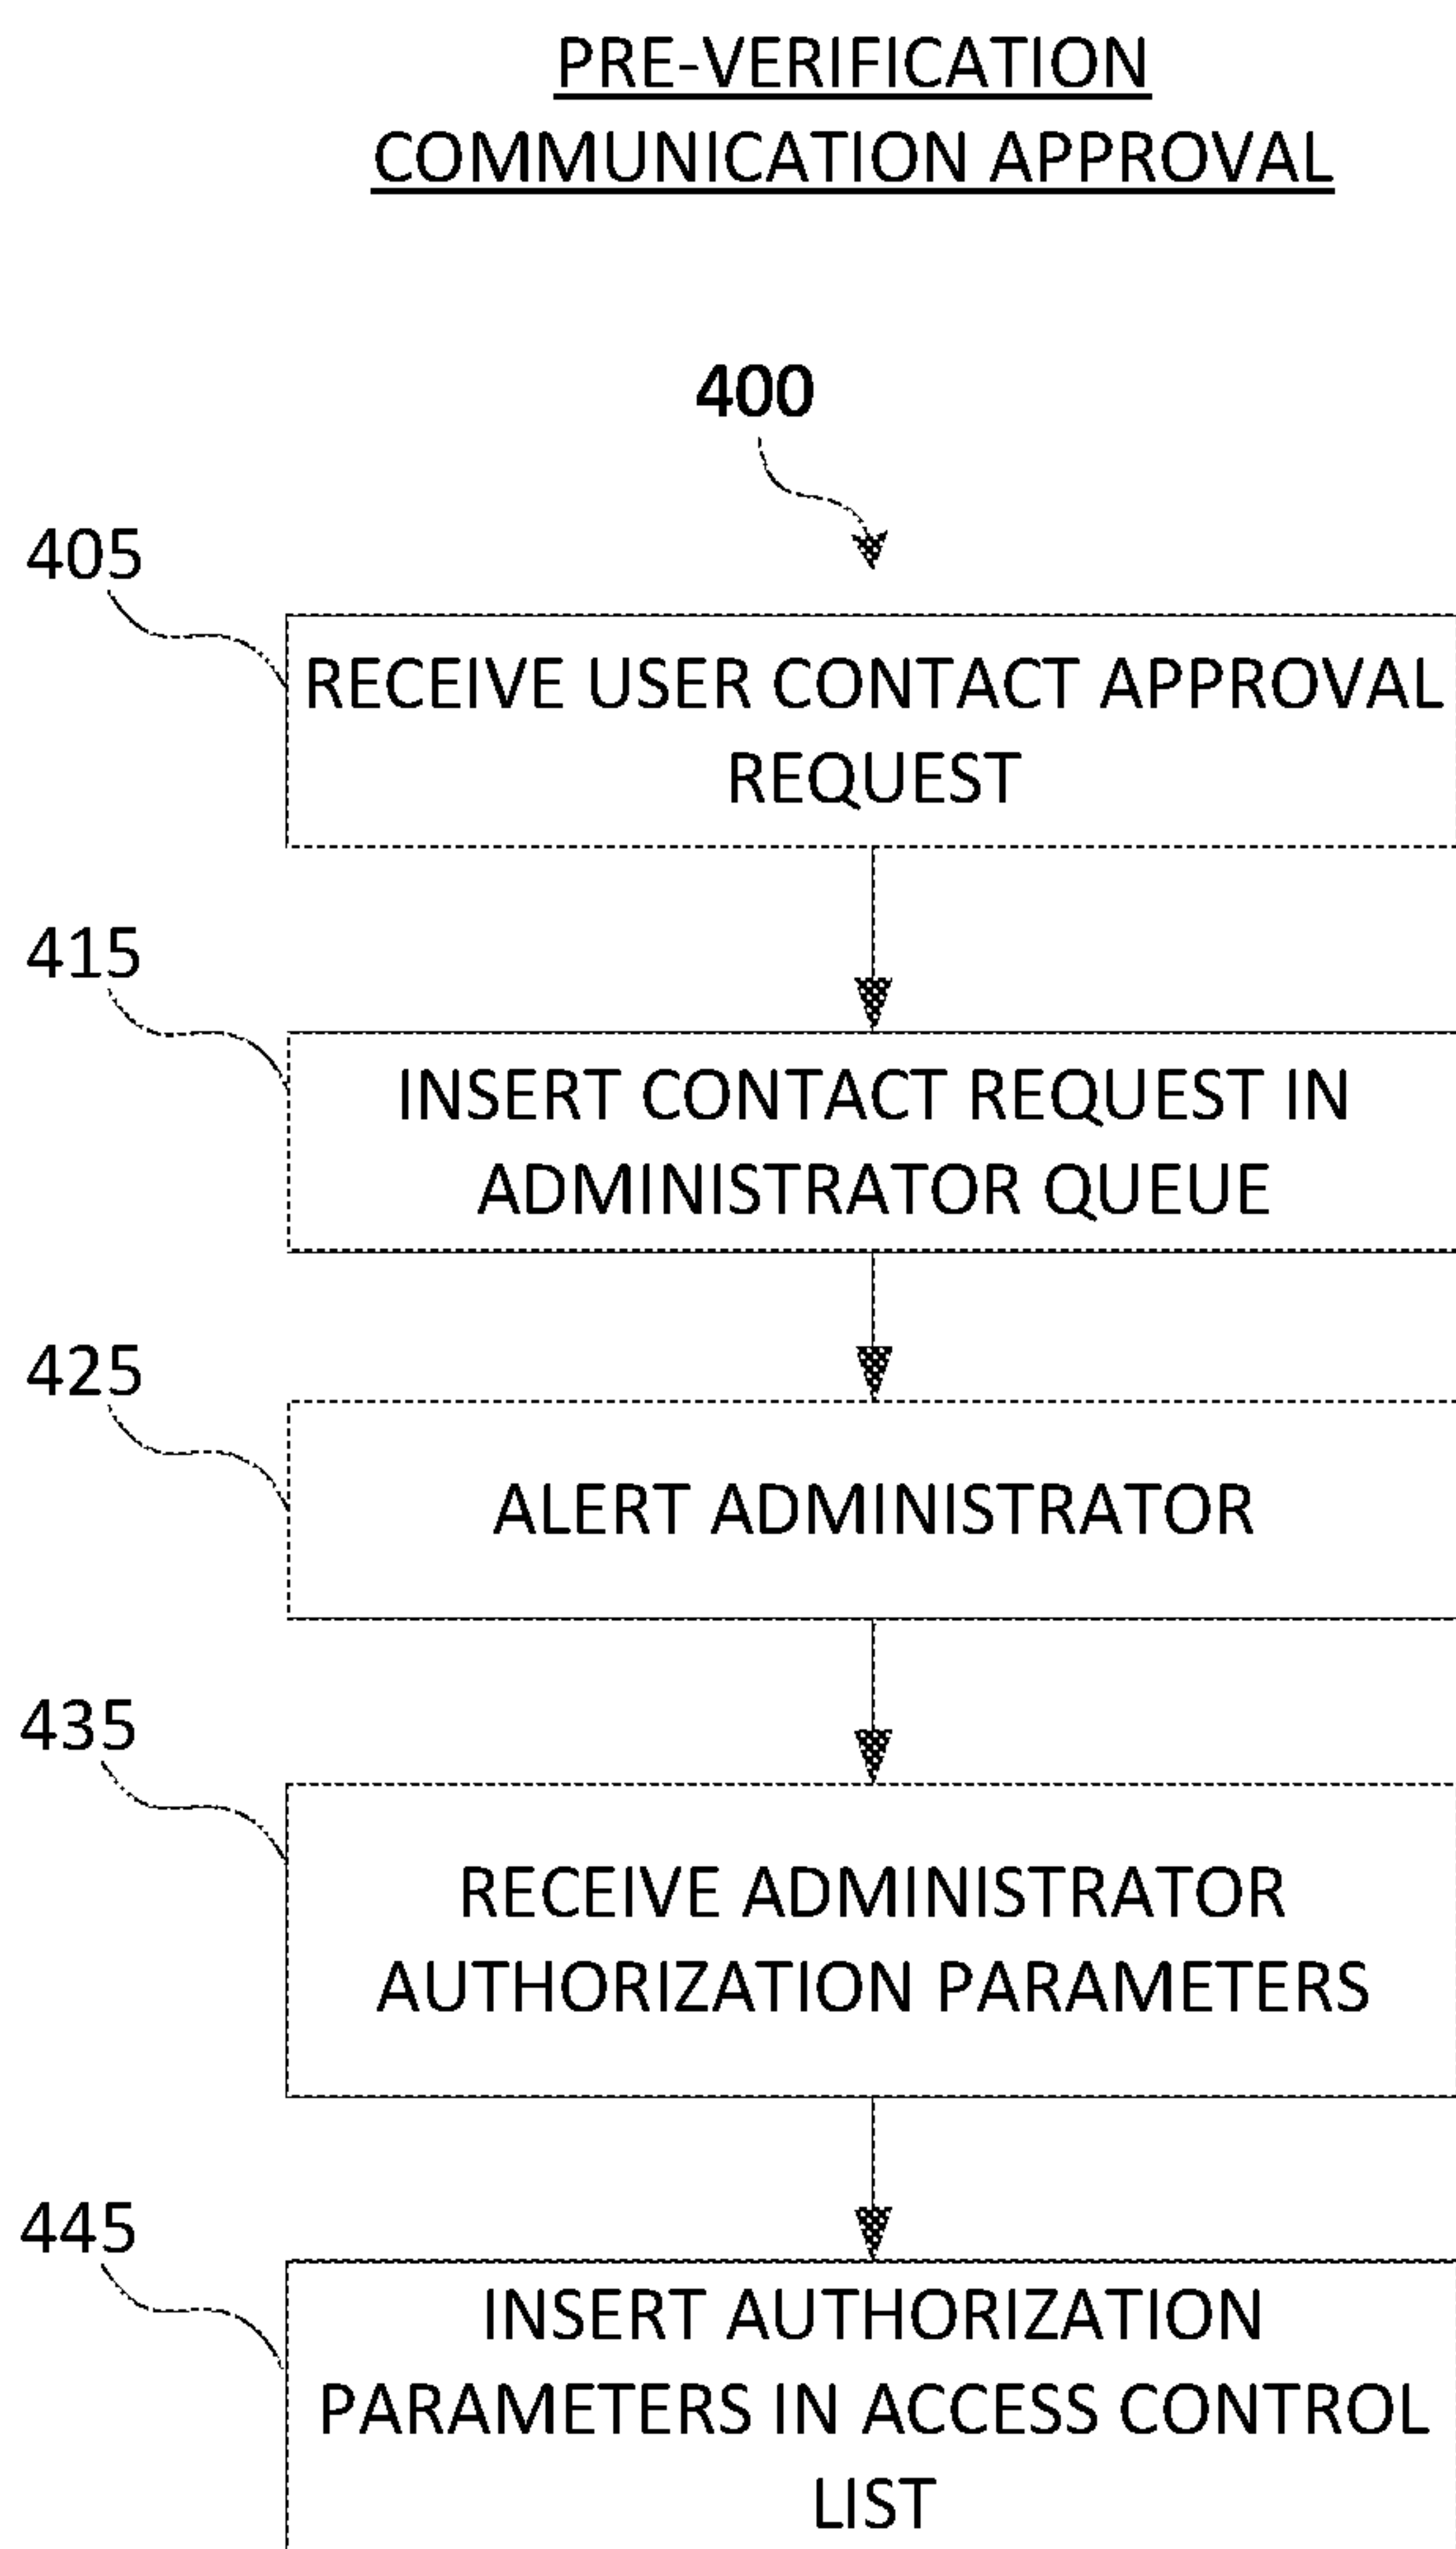 PRE-VERIFICATION
COMMUNICATION APPROVAL
400
405
RECEIVE USER CONTACT APPROVAL
REQUEST
415
INSERT CONTACT REQUEST IN
ADMINISTRATOR QUEUE
425
ALERT ADMINISTRATOR
435
RECEIVE ADMINISTRATOR
AUTHORIZATION PARAMETERS
445
INSERT AUTHORIZATION
PARAMETERS IN ACCESS CONTROL
LIST